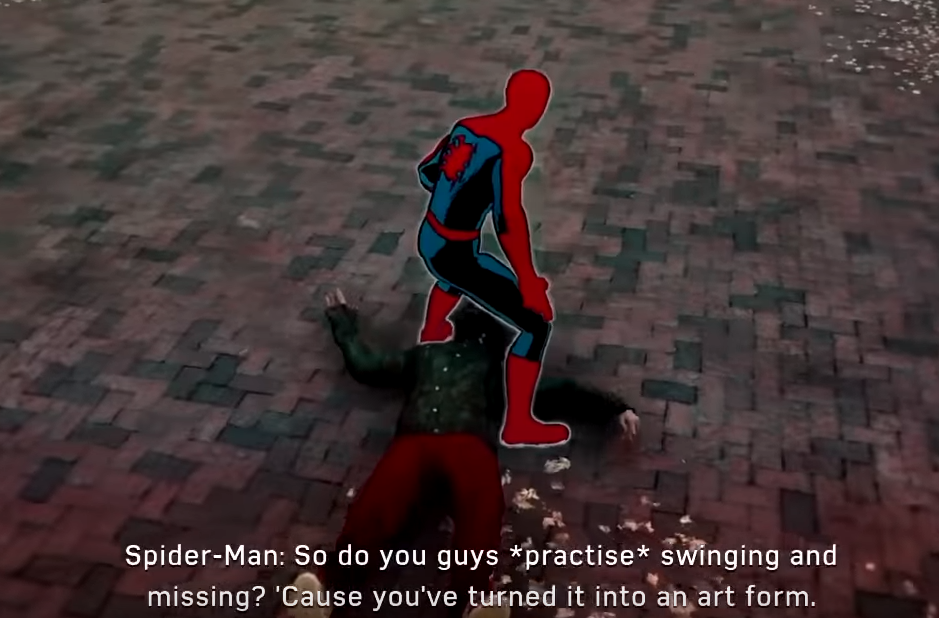 Spider-Man: So do you guys *practise* swinging and
missing? 'Cause you've turned it into an art form.